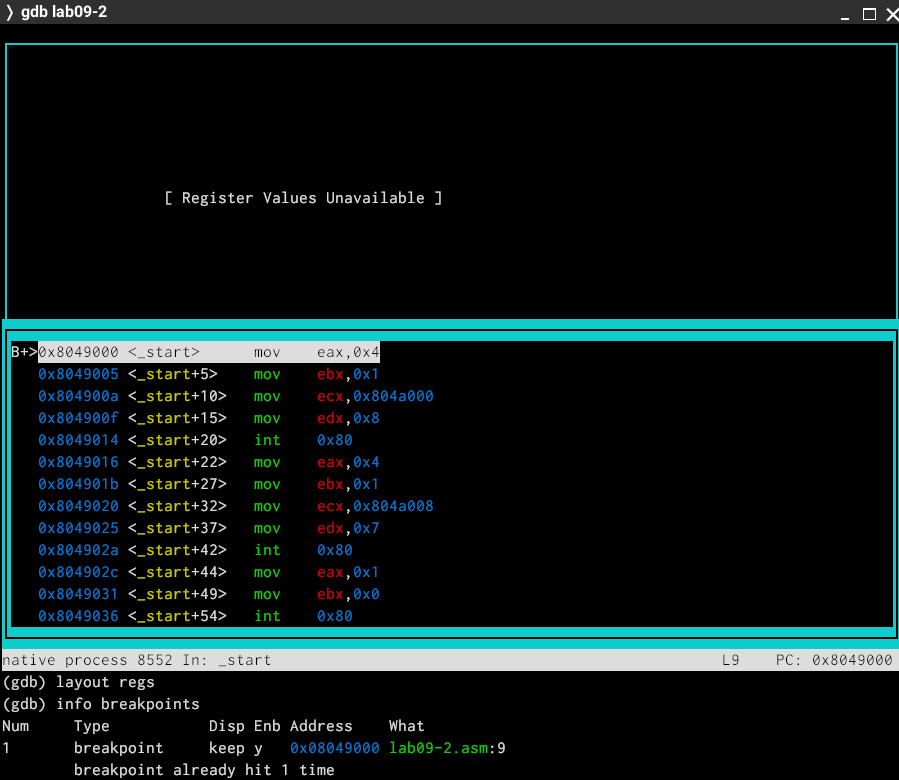 ❭ gdb lab09-2
[ Register Values Unavailable ]
B+>0x8049000 <_start>      mov    eax,0x4
0x8049005 <_start+5>    mov    ebx,0x1
0x804900a <_start+10>   mov    ecx,0x804a000
0x804900f <_start+15>   mov    edx,0x8
0x8049014 <_start+20>   int    0x80
0x8049016 <_start+22>   mov    eax,0x4
0x804901b <_start+27>   mov    ebx,0x1
0x8049020 <_start+32>   mov    ecx,0x804a008
0x8049025 <_start+37>   mov    edx,0x7
0x804902a <_start+42>   int    0x80
0x804902c <_start+44>   mov    eax,0x1
0x8049031 <_start+49>   mov    ebx,0x0
0x8049036 <_start+54>   int    0x80
native process 8552 In: _start    L9    PC: 0x8049000
(gdb) layout regs
(gdb) info breakpoints
Num     Type           Disp Enb Address    What
1       breakpoint     keep y   0x08049000 lab09-2.asm:9
breakpoint already hit 1 time